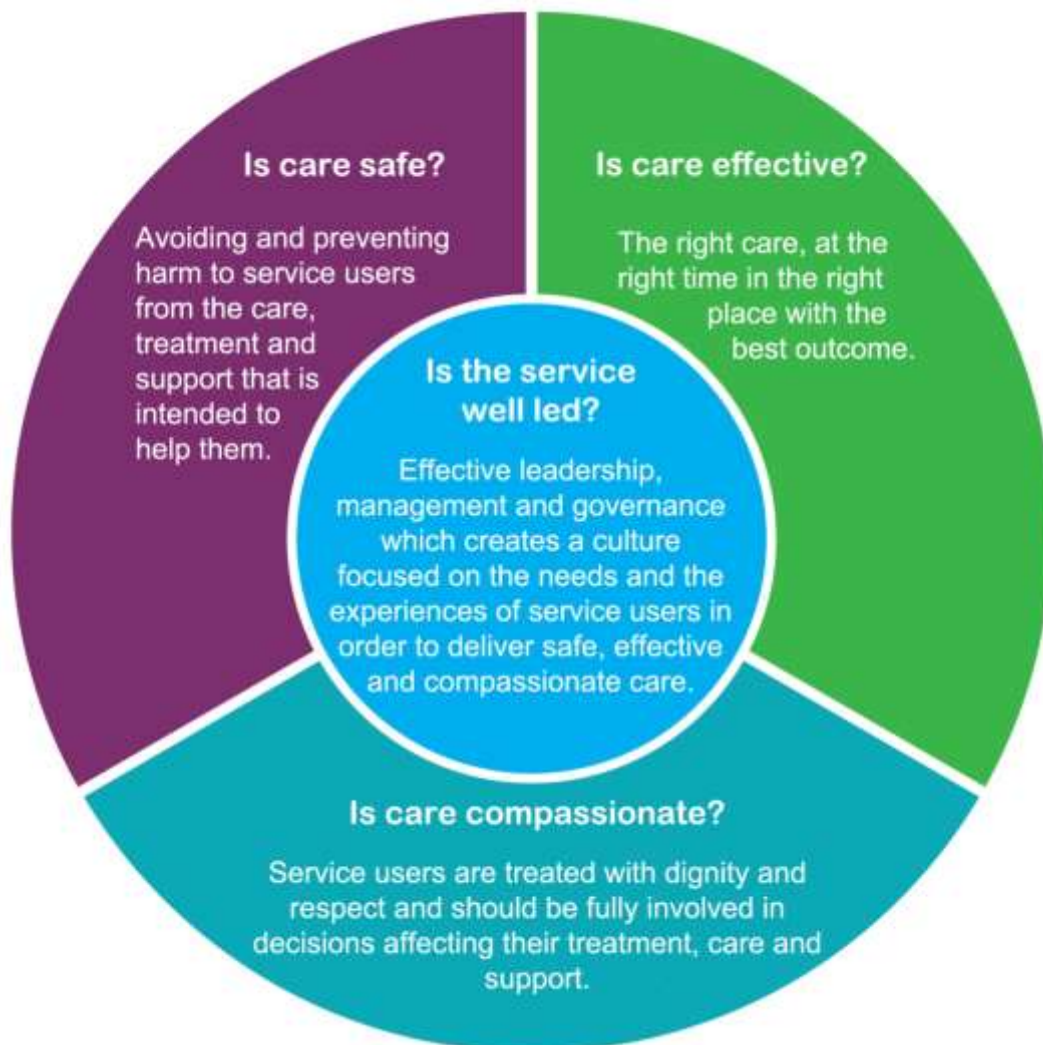 Is care safe?
Avoiding and preventing
harm to service users
from the care,
treatment and
support that is
intended to
help them.
Is care effective?
The right care, at the
right time in the right
place with the
best outcome.
Is the service
well led?
Effective leadership,
management and governance
which creates a culture
focused on the needs and the
experiences of service users in
order to deliver safe, effective
and compassionate care.
Is care compassionate?
Service users are treated with dignity and
respect and should be fully involved in
decisions affecting their treatment, care and
support.